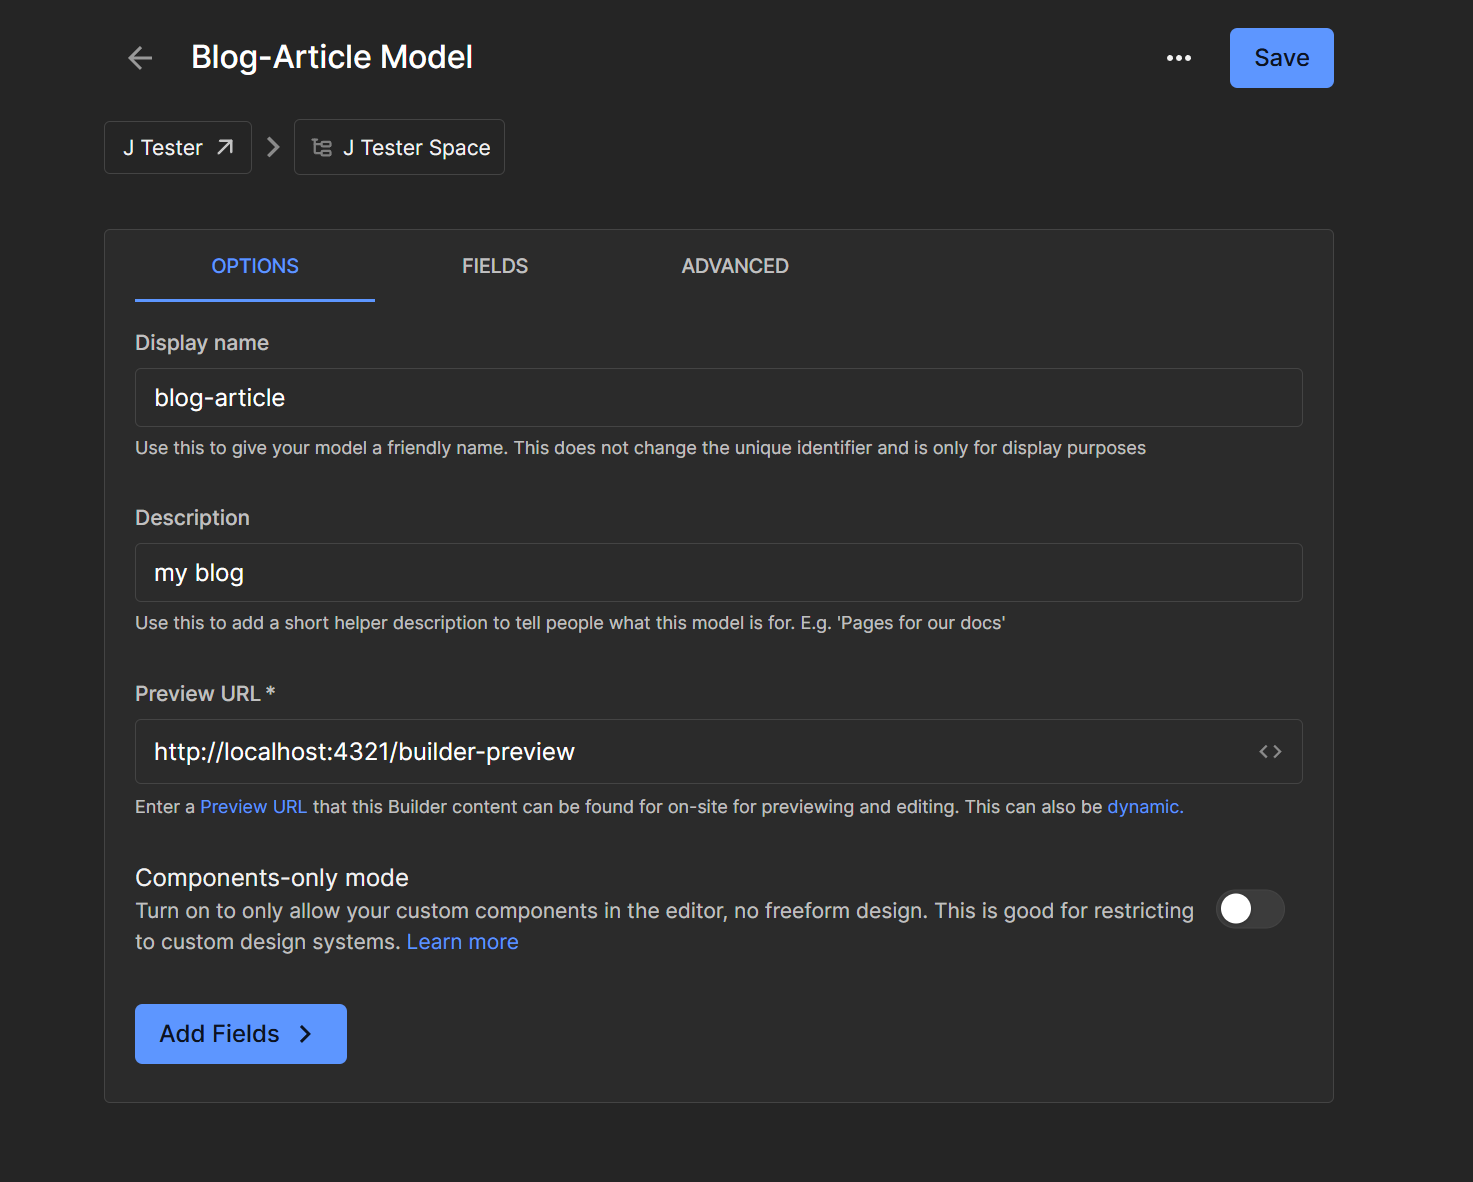 Blog-Article Model
Save
J Tester
J Tester Space
OPTIONS
FIELDS
ADVANCED
Display name
blog-article
Use this to give your model a friendly name. This does not change the unique identifier and is only for display purposes
Description
my blog
Use this to add a short helper description to tell people what this model is for. E.g. 'Pages for our docs'
Preview URL *
http://localhost:4321/builder-preview
Enter a Preview URL that this Builder content can be found for on-site for previewing and editing. This can also be dynamic.
Components-only mode
Turn on to only allow your custom components in the editor, no freeform design. This is good for restricting
to custom design systems. Learn more
Add Fields